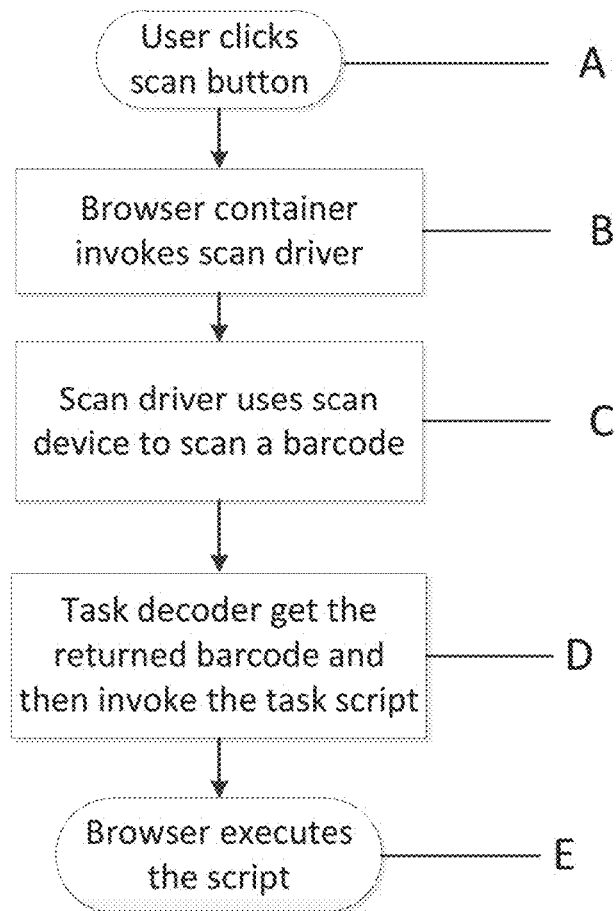 User clicks
scan button
A
Browser container
invokes scan driver
B
Scan driver uses scan
device to scan a barcode
C
Task decoder get the
returned barcode and
then invoke the task script
D
Browser executes
the script
E